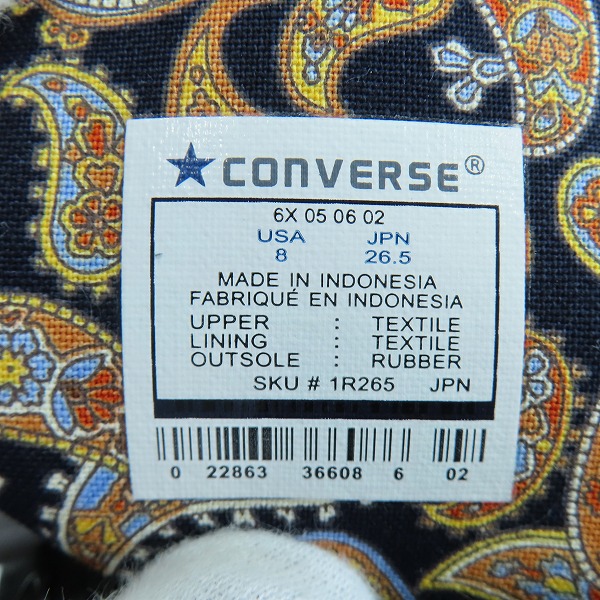 ★ CONVERSE®
6X 05 06 02
USA JPN
8 26.5
MADE IN INDONESIA
FABRIQUÉ EN INDONESIA
UPPER : TEXTILE
LINING : TEXTILE
OUTSOLE : RUBBER
SKU # 1R265 JPN
0 22863 36608 6 02